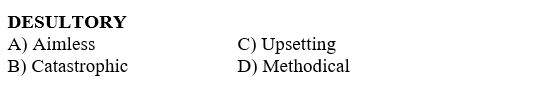 DESULTORY
A) Aimless C) Upsetting
B) Catastrophic D) Methodical